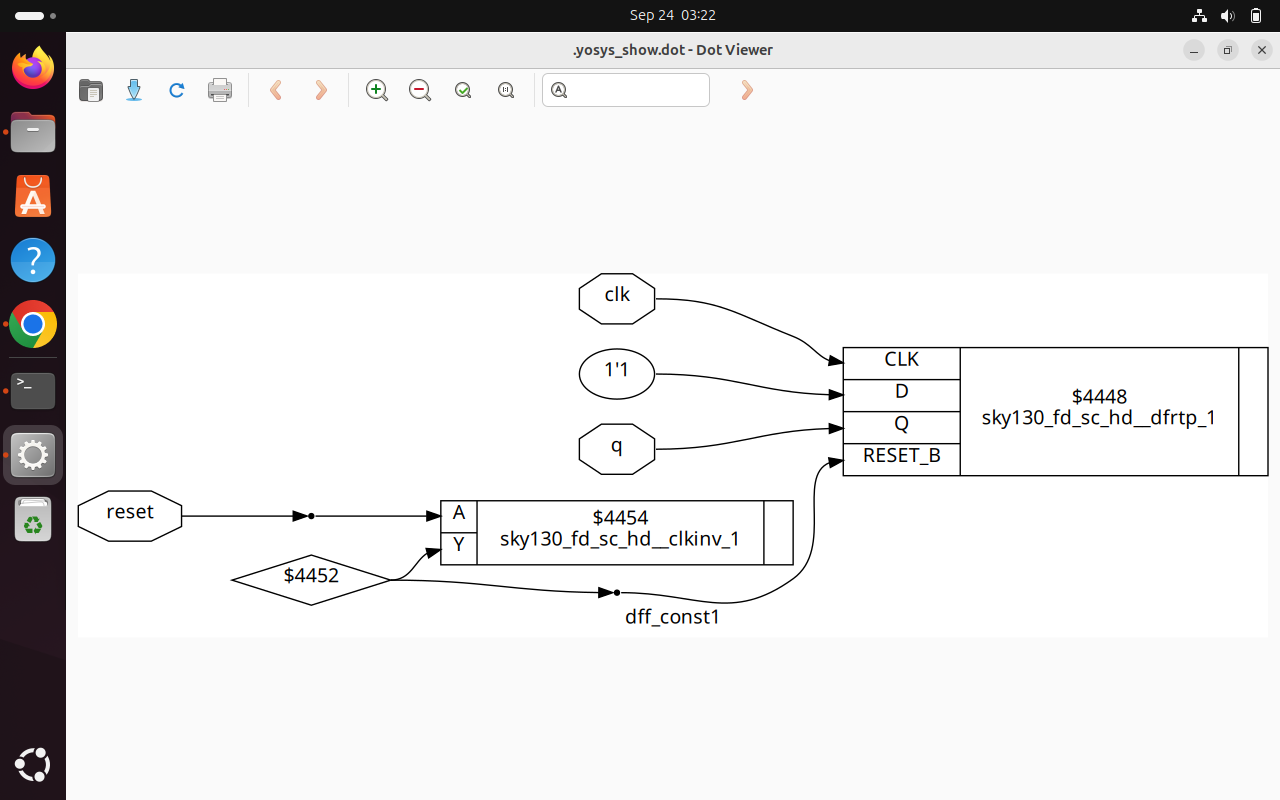 Sep 24 03:22
.yosys_show.dot - Dot Viewer
clk
1'1
q
CLK
D
Q
RESET_B
$4448
sky130_fd_sc_hd__dfrtp_1
reset
A
Y
$4454
sky130_fd_sc_hd__clkinv_1
$4452
dff_const1